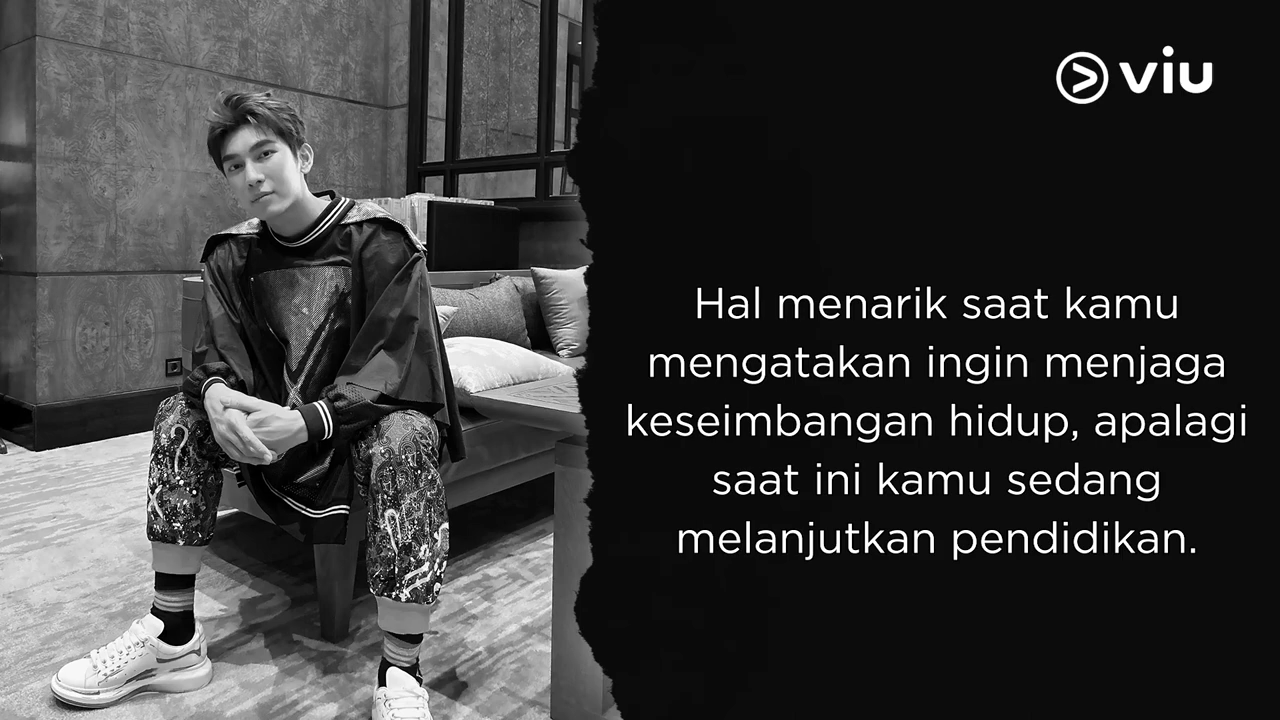 viu
Hal menarik saat kamu
mengatakan ingin menjaga
keseimbangan hidup, apalagi
saat ini kamu sedang
melanjutkan pendidikan.